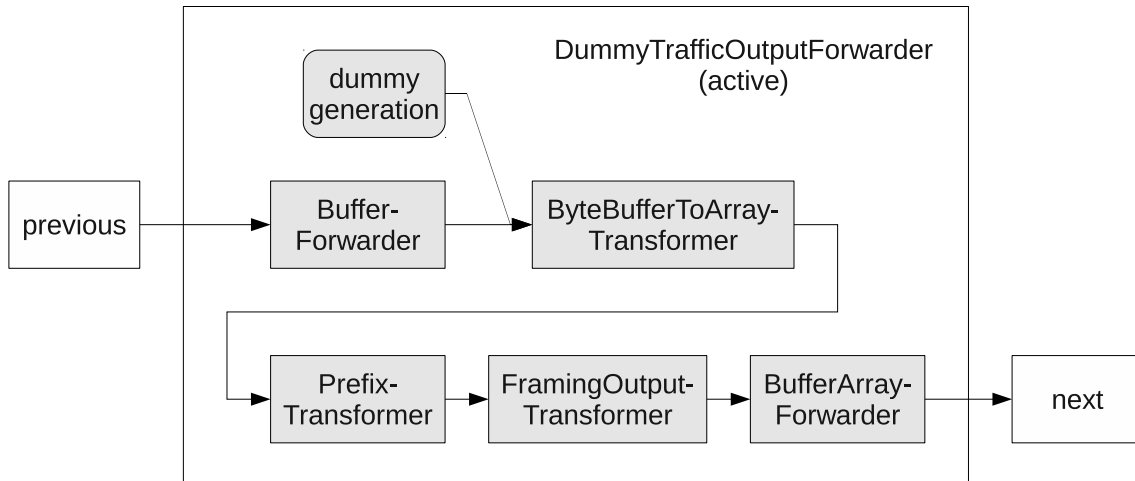 DummyTrafficOutputForwarder
(active)
dummy
generation
previous
Buffer-
Forwarder
ByteBufferToArray-
Transformer
Prefix-
Transformer
FramingOutput-
Transformer
BufferArray-
Forwarder
next